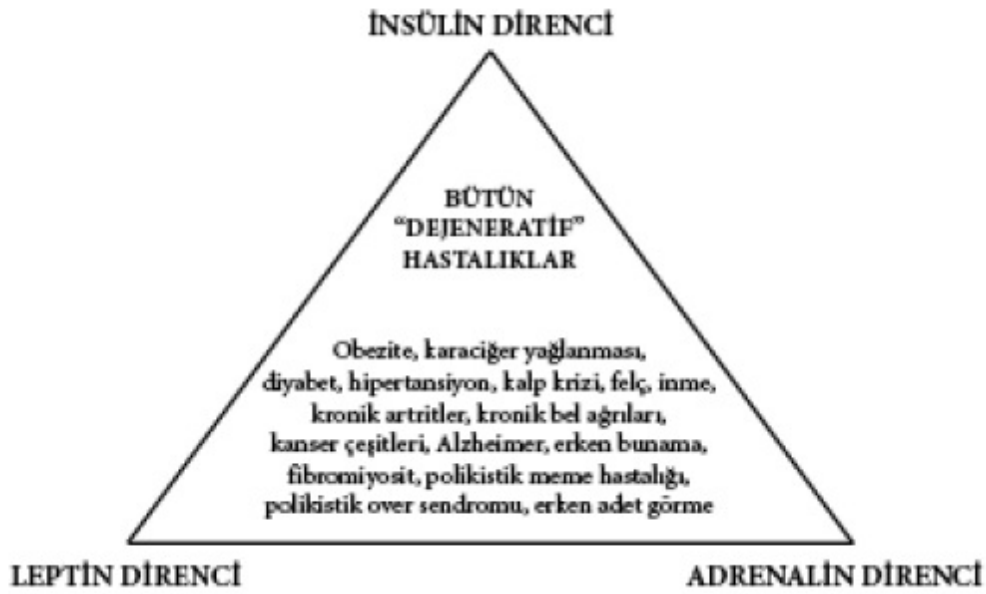 İNSÜLİN DİRENCİ
BÜTÜN
“DEJENERATİF”
HASTALIKLAR
Obezite, karaciğer yağlanması,
diyabet, hipertansiyon, kalp krizi, felç, inme,
kronik artritler, kronik bel ağrıları,
kanser çeşitleri, Alzheimer, erken bunama,
fibromiyosit, polikistik meme hastalığı,
polikistik over sendromu, erken adet görme
LEPTİN DİRENCİ
ADRENALİN DİRENCİ